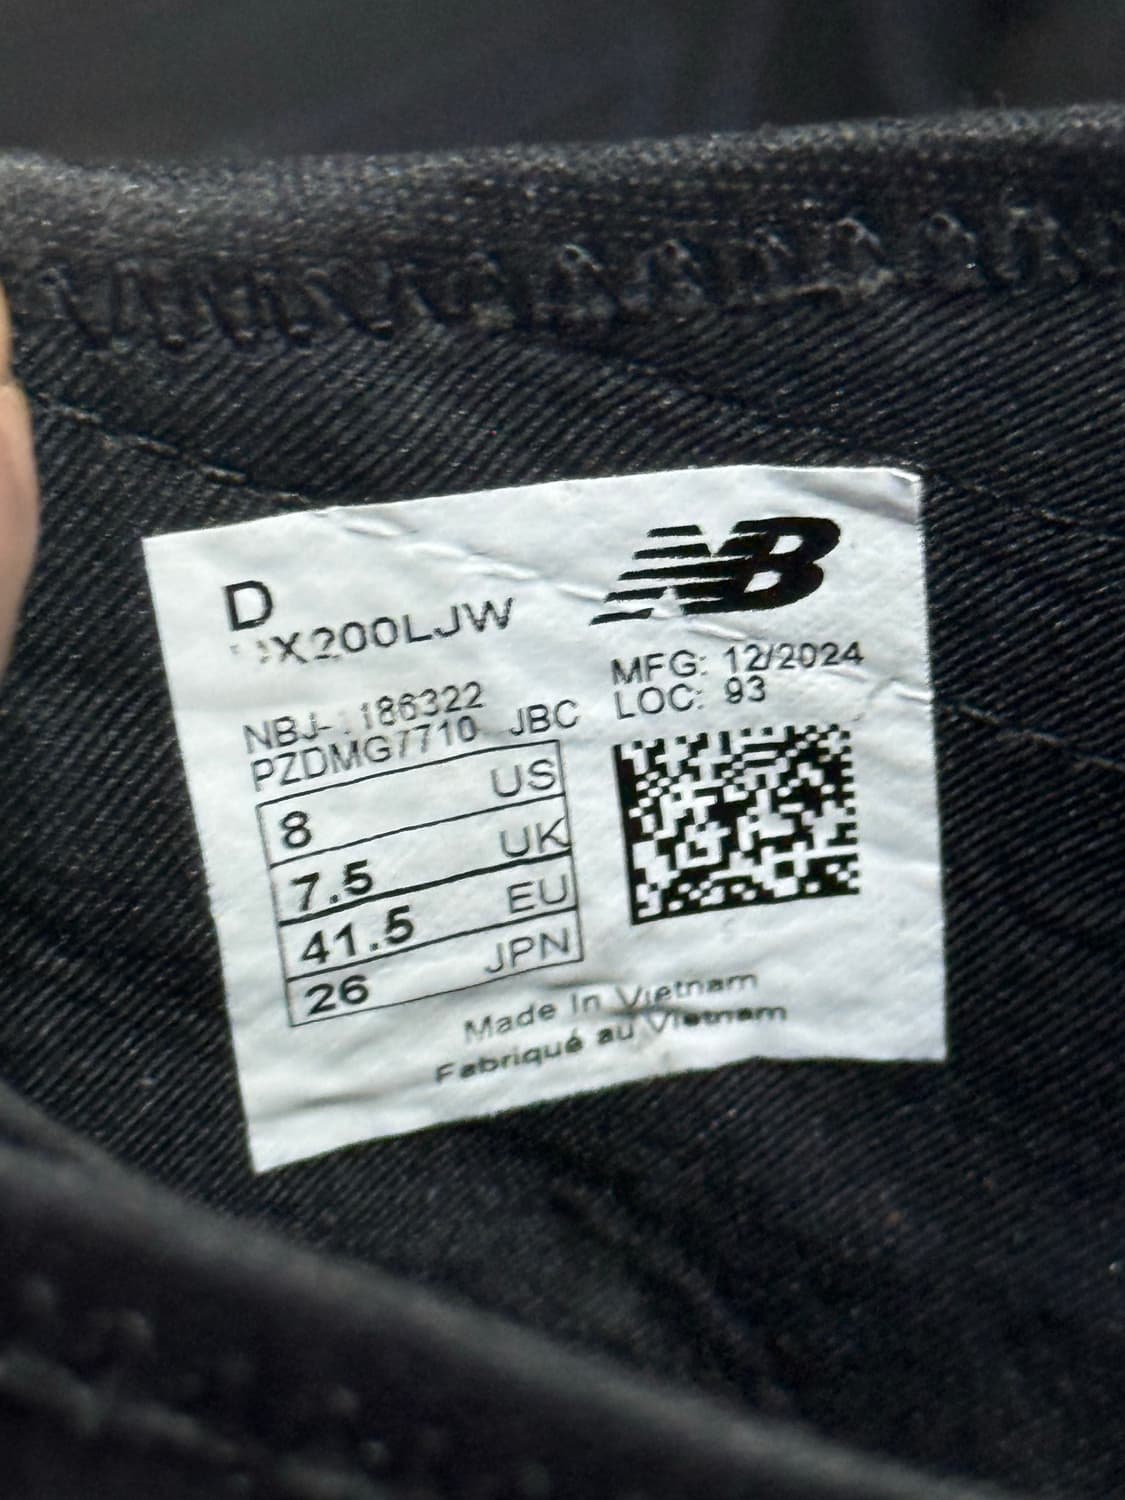 NB
D
X200LJW
MFG: 12/2024
LOC: 93
NBJ- 186322
PZDMG7710 JBC
8 US
7.5 UK
41.5 EU
26 JPN
Made In Vietnam
Fabriqué au Vietnam